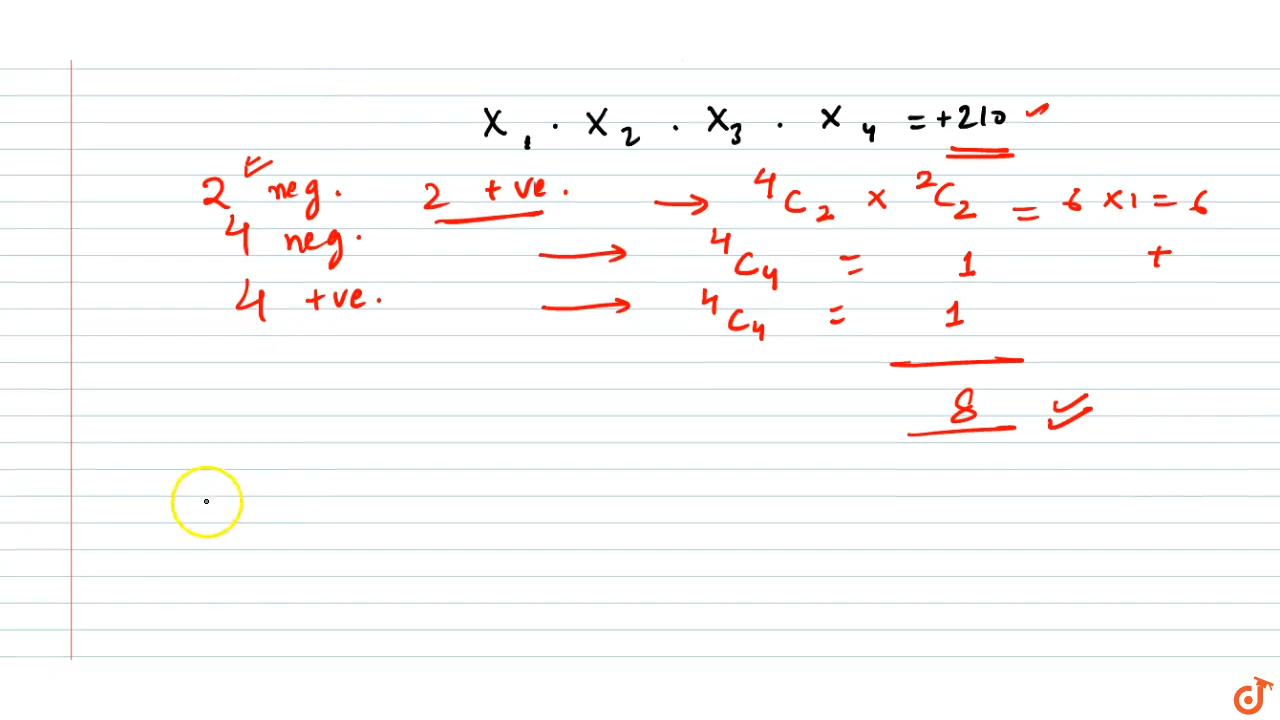 X₁ . X₂ . X₃ . X₄ = +210
2 neg. 2 +ve. → ⁴C₂ × ²C₂ = 6 ×1 = 6
4 neg. → ⁴C₄ = 1 +
4 +ve. → ⁴C₄ = 1
8